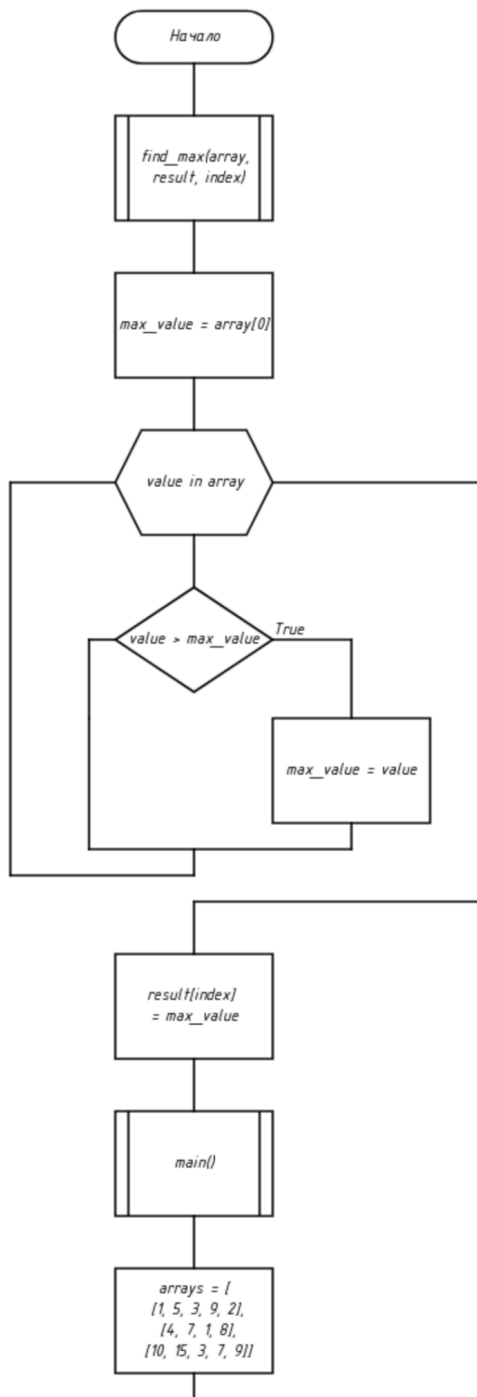 Начало
find_max(array,
result, index)
max_value = array[0]
value in array
value > max_value
True
max_value = value
result[index]
= max_value
main()
arrays = [
[1, 5, 3, 9, 2],
[4, 7, 1, 8],
[10, 15, 3, 7, 9]]